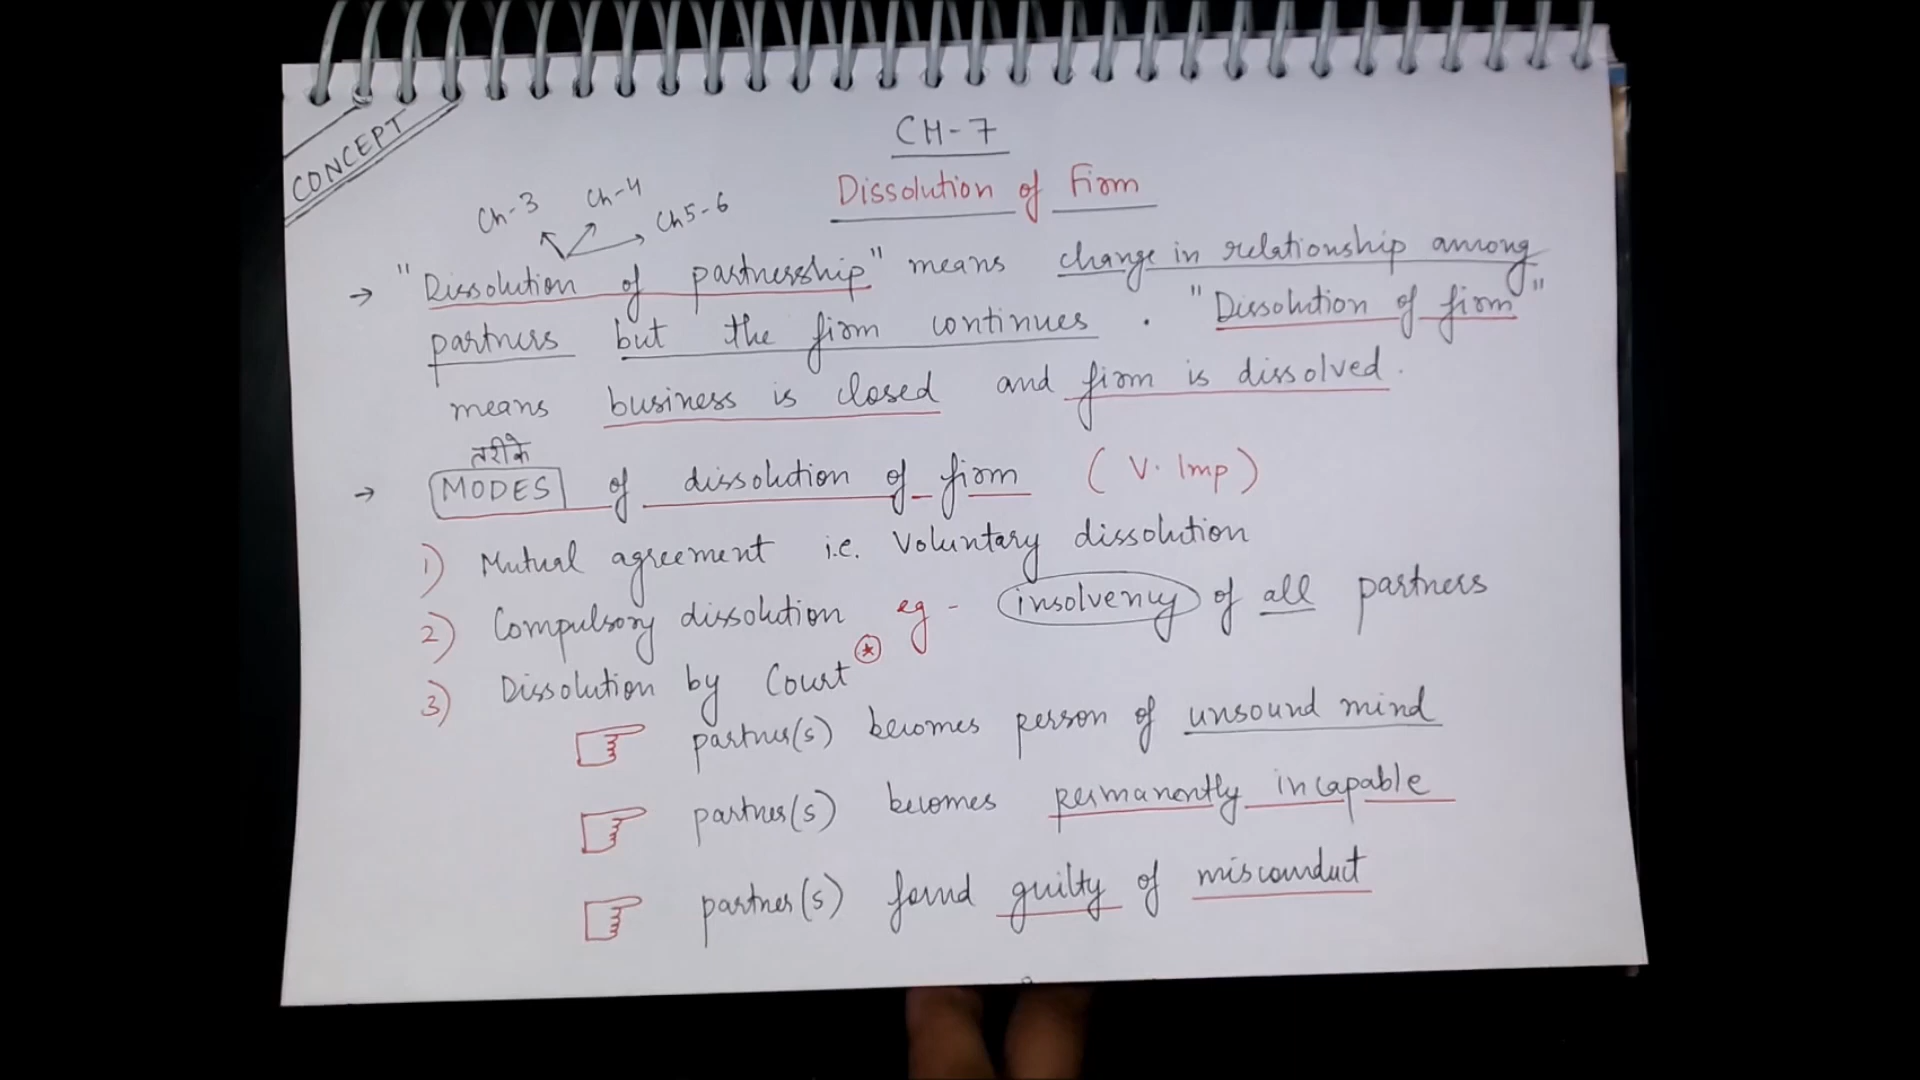 CONCEPT
CH-7
Dissolution of Firm
Ch-3 Ch-4 Ch5-6
→ "Dissolution of partnership" means change in relationship among
partners but the firm continues. "Dissolution of firm"
means business is closed and firm is dissolved.
तरीके
→ MODES of dissolution of firm (V. Imp)
1) Mutual agreement i.e. Voluntary dissolution
2) Compulsory dissolution eg - insolvency of all partners
3) Dissolution by Court
partner(s) becomes person of unsound mind
partner(s) becomes permanently incapable
partner(s) found guilty of misconduct